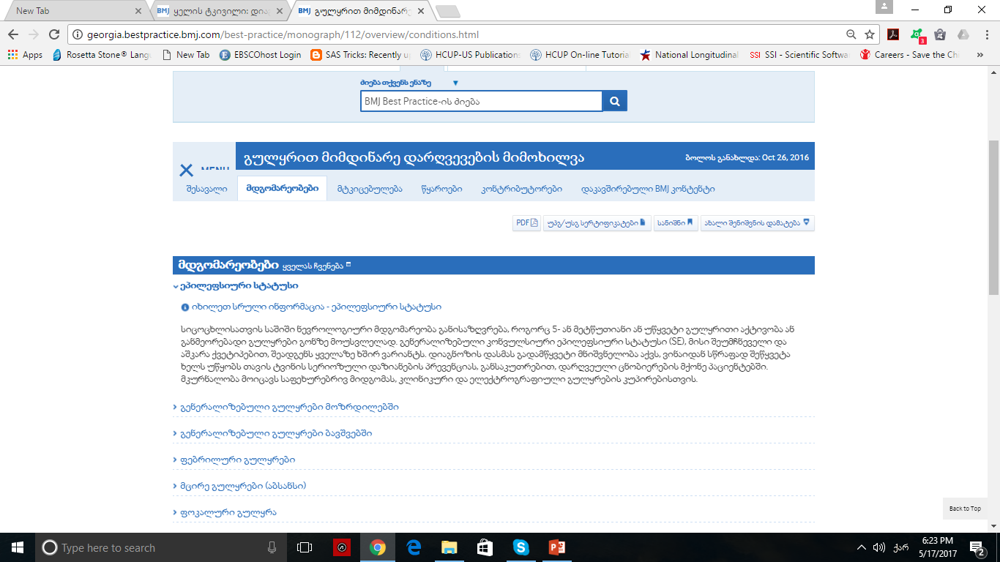 New Tab
BMJ ყელის ტკივილი: დია
BMJ გულყრით მიმდინარე
georgia.bestpractice.bmj.com/best-practice/monograph/112/overview/conditions.html
Apps
Rosetta Stone® Langu
New Tab
EBSCOhost Login
SAS Tricks: Recently u
HCUP-US Publication
HCUP On-line Tutoria
National Longitudinal
SSI SSI - Scientific Softwa
Careers - Save the Chi
3
ძიება თქვენს ენაზე
BMJ Best Practice-ის ძიება
MENU
გულყრით მიმდინარე დარღვევების მიმოხილვა
ბოლოს განახლდა: Oct 26, 2016
შესავალი მდგომარეობები მტკიცებულება წყაროები კონტრიბუტორები დაკავშირებული BMJ კონტენტი
PDF უპგ/უსგ სერტიფიკატები სანიშნი ახალი შენიშვნის დამატება
მდგომარეობები ყველას ჩვენება
ეპილეფსიური სტატუსი
იხილეთ სრული ინფორმაცია - ეპილეფსიური სტატუსი
სიცოცხლისათვის საშიში ნევროლოგიური მდგომარეობა განისაზღვრება, როგორც 5- ან მეტწუთიანი ან უწყვეტი გულყრითი აქტივობა ან
განმეორებადი გულყრები გონზე მოუსვლელად. გენერალიზებული კონვულსიური ეპილეფსიური სტატუსი (SE), მისი შეუმჩნეველი და
აშკარა ქვეტიპებით, შეადგენს ყველაზე ხშირ ვარიანტს. დიაგნოზის დასმას გადამწყვეტი მნიშვნელობა აქვს, ვინაიდან სწრაფად შეწყვეტა
ხელს უწყობს თავის ტვინის სერიოზული დაზიანების პრევენციას, განსაკუთრებით, დარღვეული ცნობიერების მქონე პაციენტებში.
მკურნალობა მოიცავს საფეხურებრივ მიდგომას, კლინიკური და ელექტროგრაფიული გულყრების კუპირებისთვის.
გენერალიზებული გულყრები მოზრდილებში
გენერალიზებული გულყრები ბავშვებში
ფებრილური გულყრები
მცირე გულყრები (აბსანსი)
ფოკალური გულყრა
Back to Top
Type here to search
ქარ
6:23 PM
5/17/2017
2